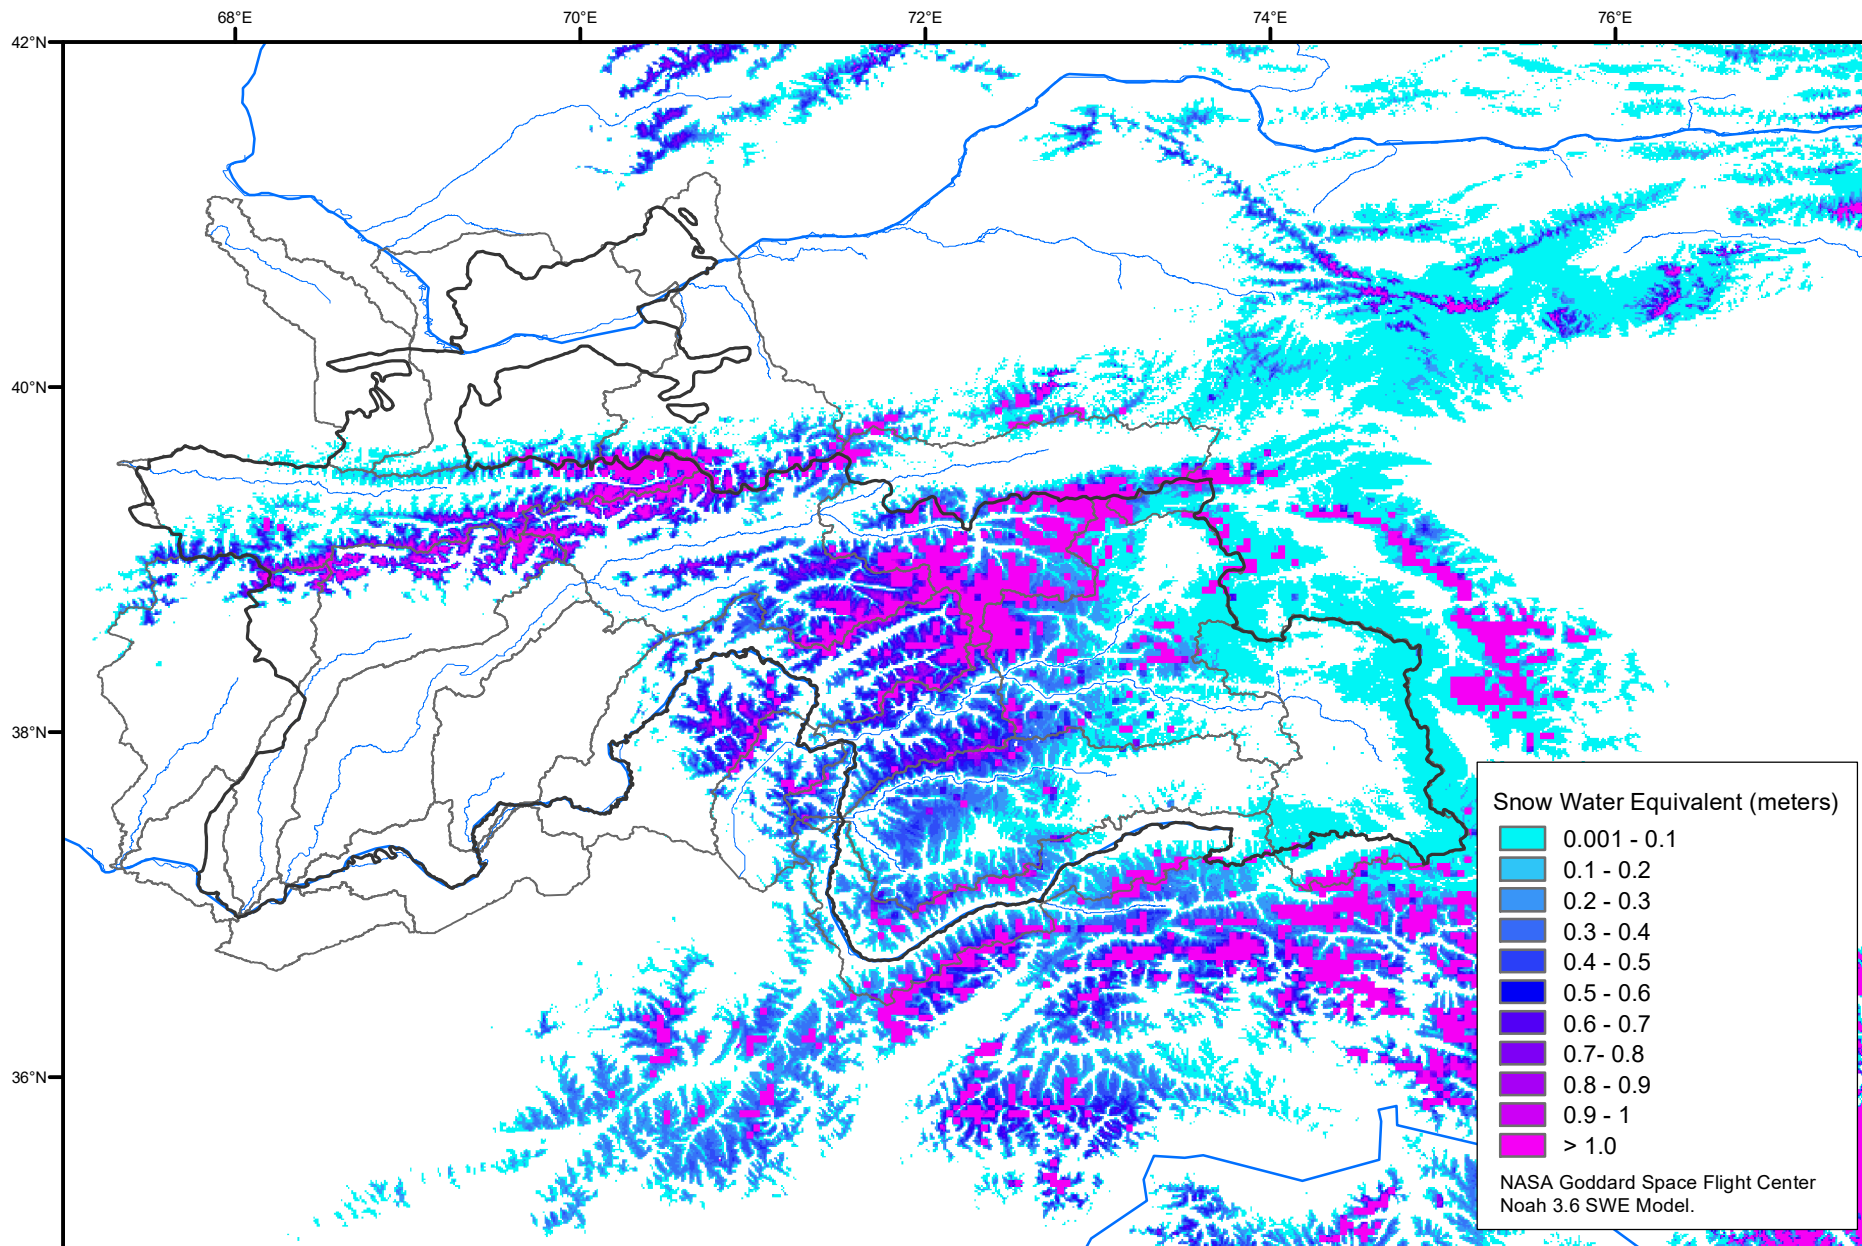 68°E 70°E 72°E 74°E 76°E
42°N
40°N
38°N
36°N
Snow Water Equivalent (meters)
0.001 - 0.1
0.1 - 0.2
0.2 - 0.3
0.3 - 0.4
0.4 - 0.5
0.5 - 0.6
0.6 - 0.7
0.7- 0.8
0.8 - 0.9
0.9 - 1
> 1.0
NASA Goddard Space Flight Center
Noah 3.6 SWE Model.